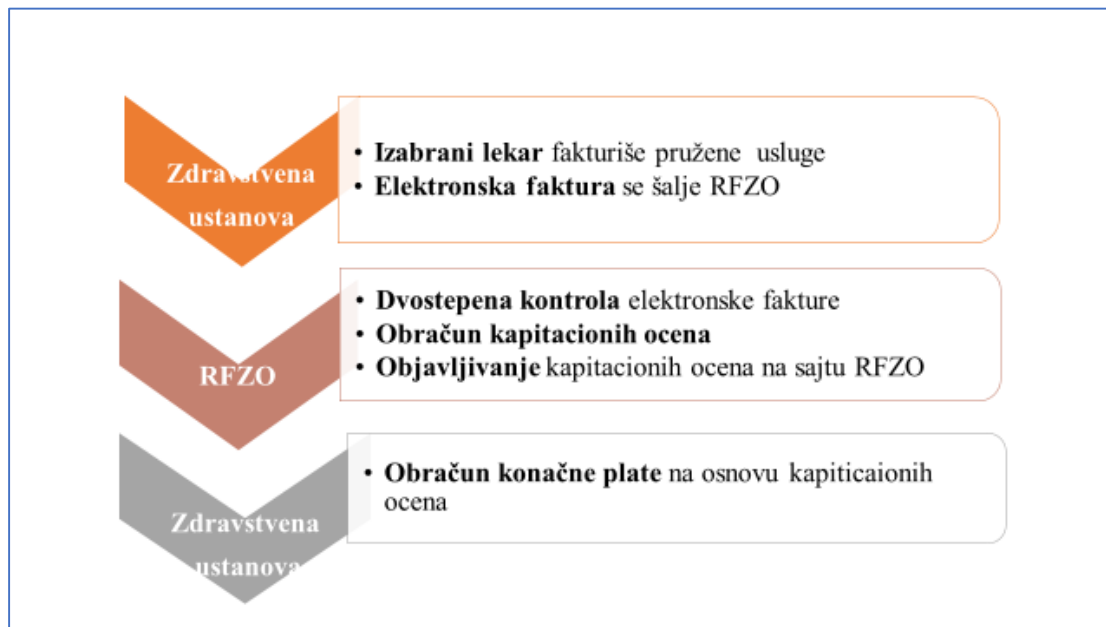 Zdravstvena
ustanova
• Izabrani lekar fakturiše pružene usluge
• Elektronska faktura se šalje RFZO
RFZO
• Dvostepena kontrola elektronske fakture
• Obračun kapitacionih ocena
• Objavljivanje kapitacionih ocena na sajtu RFZO
Zdravstvena
ustanova
• Obračun konačne plate na osnovu kapiticaionih
ocena